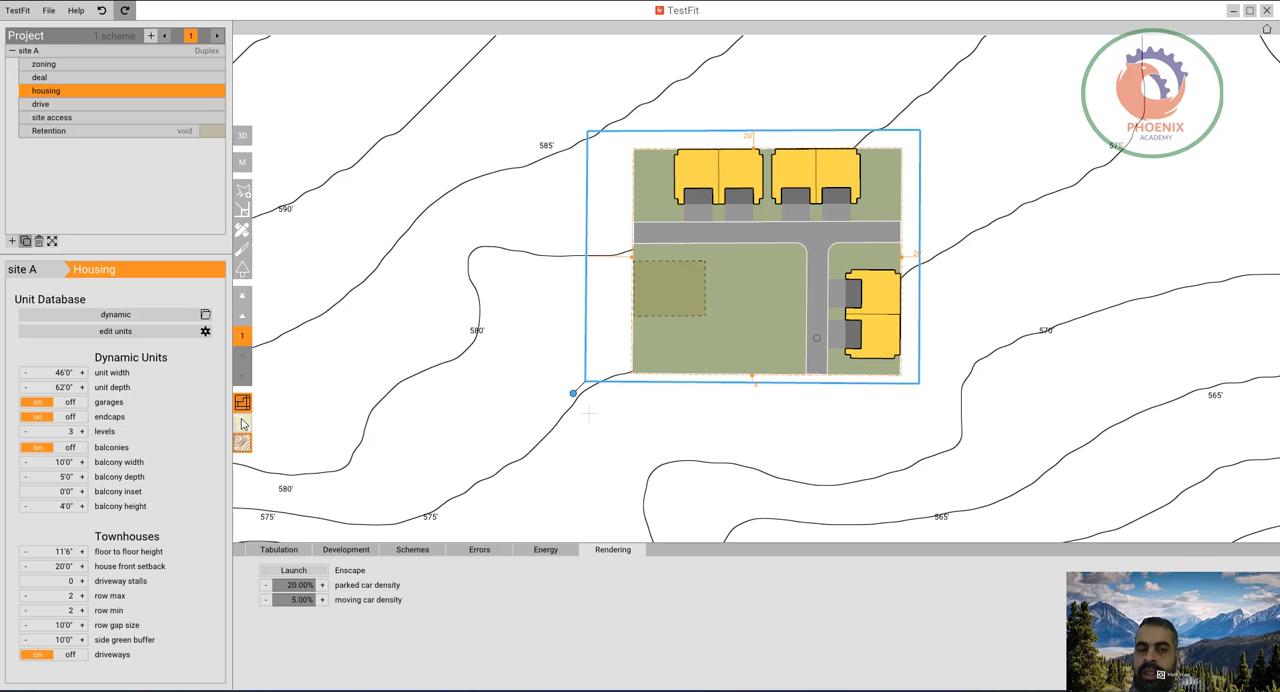 TestFit File Help
TestFit
Project 1 scheme + 1
site A Duplex
zoning
deal
housing
drive
site access
Retention void
+
site A Housing
Unit Database
dynamic
edit units
Dynamic Units
- 46'0" + unit width
- 62'0" + unit depth
on off garages
on off endcaps
- 3 + levels
on off balconies
- 10'0" + balcony width
- 5'0" + balcony depth
0'0" + balcony inset
- 4'0" + balcony height
Townhouses
- 11'6" + floor to floor height
- 20'0" + house front setback
0 + driveway stalls
- 2 + row max
- 2 + row min
- 10'0" + row gap size
- 10'0" + side green buffer
on off driveways
3D
M
1
590'
585'
580'
580'
575'
575'
20'
575'
570'
565'
565'
PHOENIX
ACADEMY
Tabulation Development Schemes Errors Energy Rendering
Launch Enscape
- 20.00% + parked car density
- 5.00% + moving car density